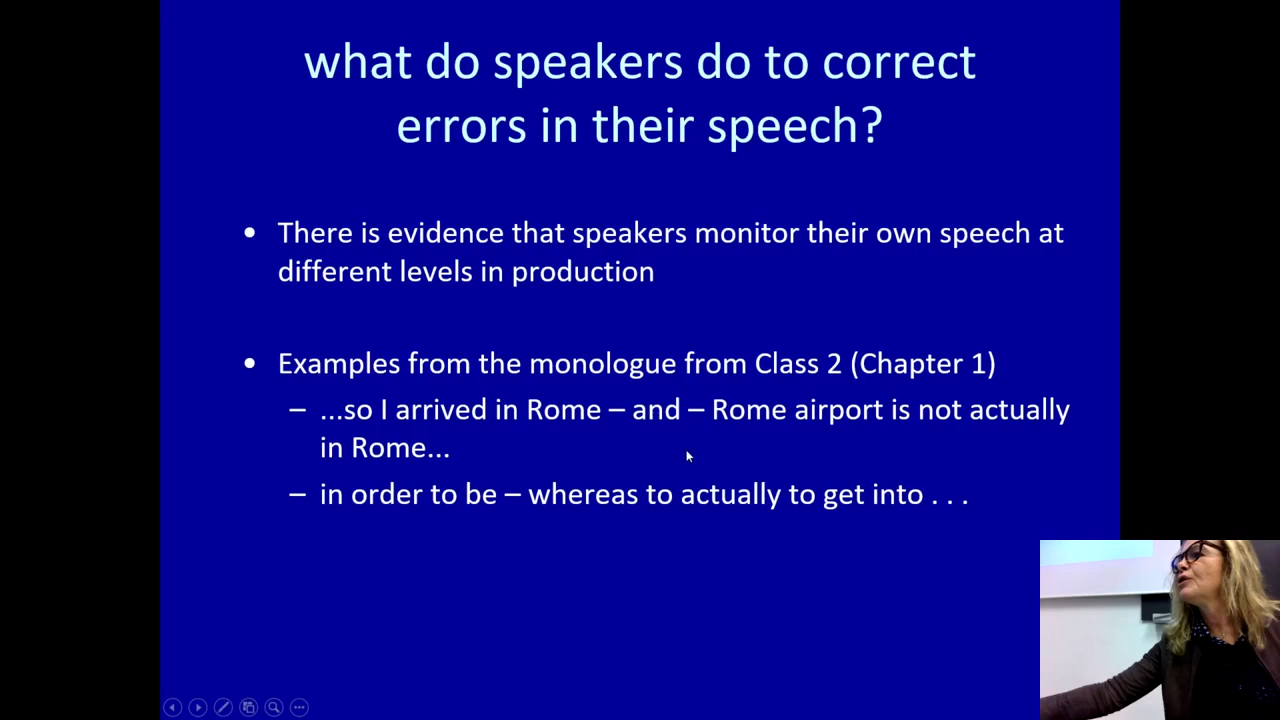 what do speakers do to correct
errors in their speech?
• There is evidence that speakers monitor their own speech at
different levels in production
• Examples from the monologue from Class 2 (Chapter 1)
– ...so I arrived in Rome – and – Rome airport is not actually
in Rome...
– in order to be – whereas to actually to get into . . .